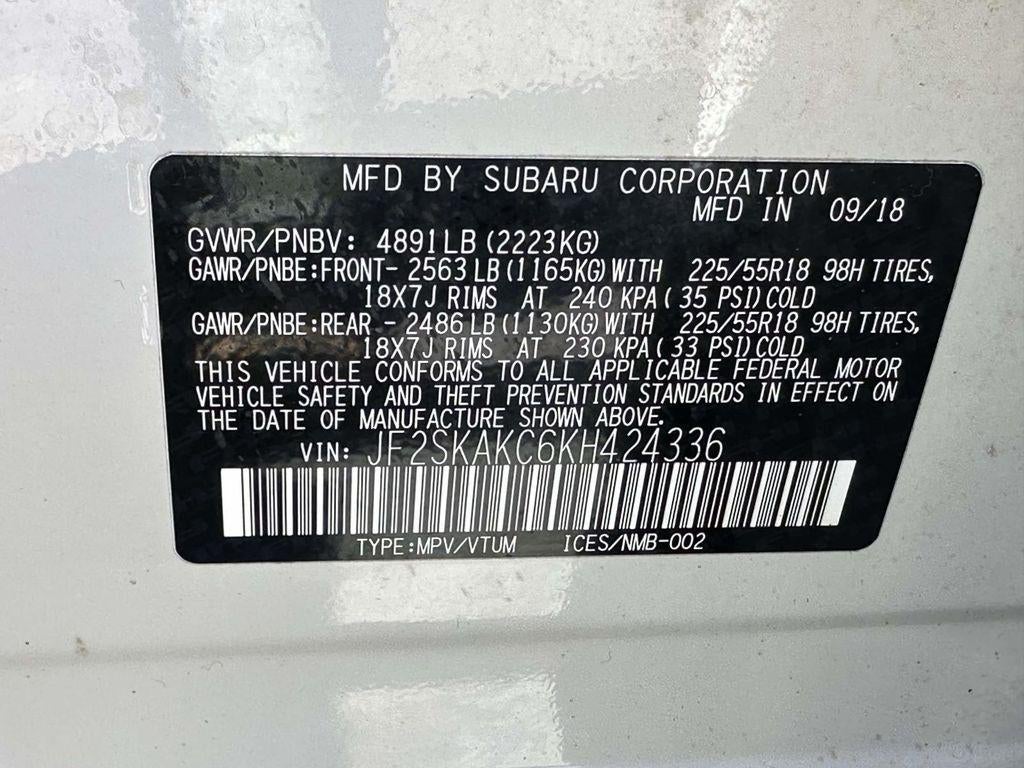 MFD BY SUBARU CORPORATION
MFD IN 09/18
GVWR/PNBV: 4891LB (2223KG)
GAWR/PNBE:FRONT- 2563 LB (1165KG) WITH 225/55R18 98H TIRES,
18X7J RIMS AT 240 KPA ( 35 PSI) COLD
GAWR/PNBE:REAR - 2486 LB (1130KG) WITH 225/55R18 98H TIRES,
18X7J RIMS AT 230 KPA ( 33 PSI) COLD
THIS VEHICLE CONFORMS TO ALL APPLICABLE FEDERAL MOTOR
VEHICLE SAFETY AND THEFT PREVENTION STANDARDS IN EFFECT ON
THE DATE OF MANUFACTURE SHOWN ABOVE.
VIN: JF2SKAKC6KH424336
TYPE:MPV/VTUM ICES/NMB-002